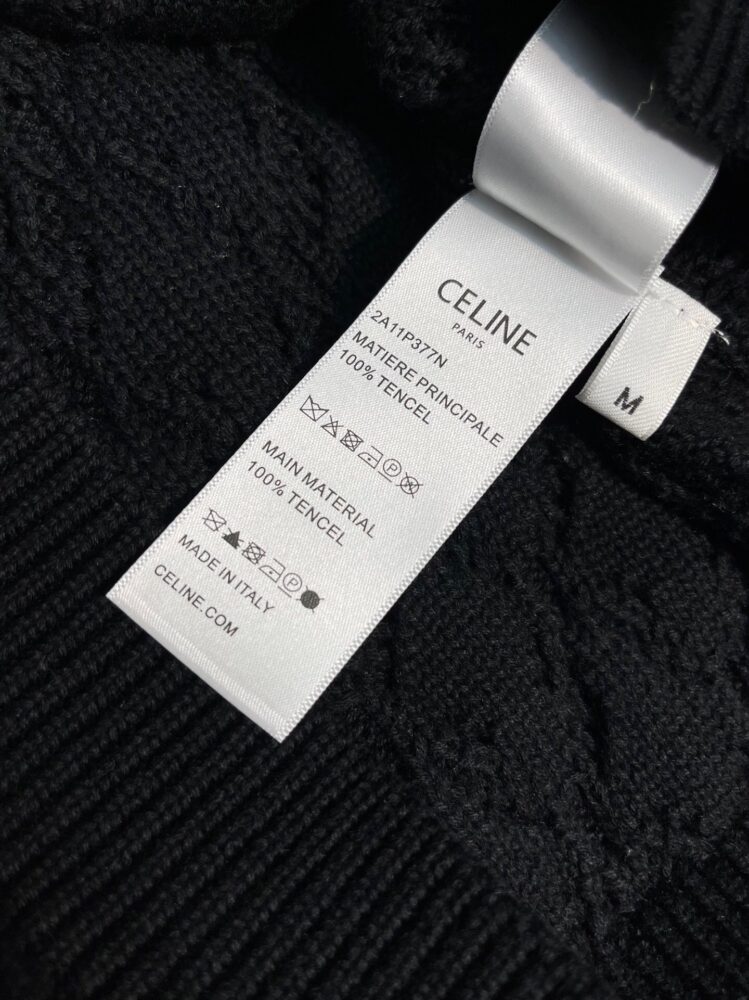 CELINE
PARIS
2A11P377N
MATIERE PRINCIPALE
100% TENCEL
MAIN MATERIAL
100% TENCEL
MADE IN ITALY
CELINE.COM
M